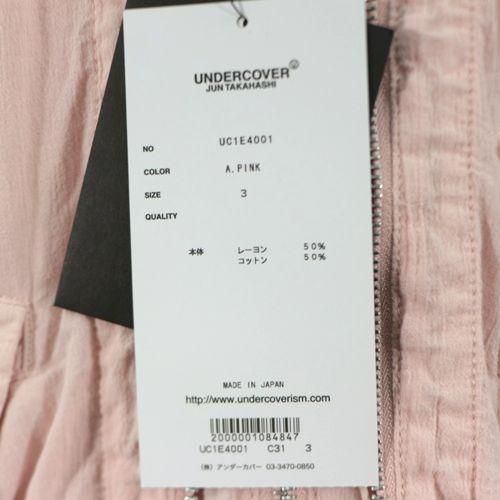 UNDERCOVER
JUN TAKAHASHI
NO UC1E4001
COLOR A.PINK
SIZE 3
QUALITY
本体 レーヨン 50%
コットン 50%
MADE IN JAPAN
http://www.undercoverism.com
2000001084847
UC1E4001 C31 3
(株) アンダーカバー 03-3470-0850